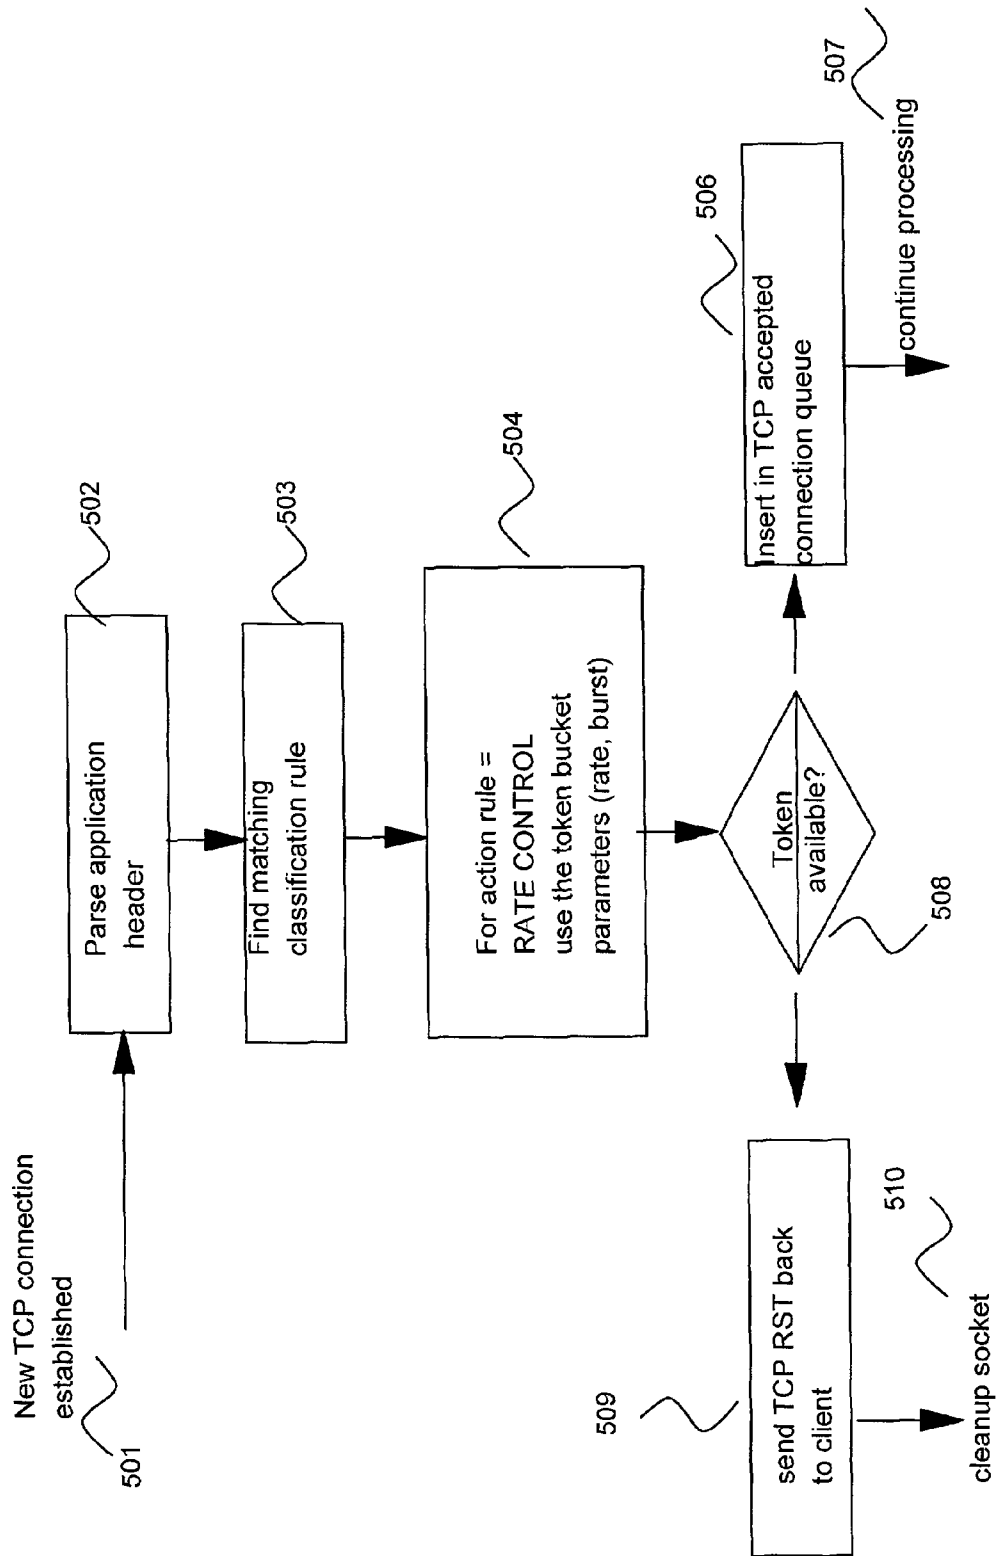 New TCP connection
established
501
Parse application
header
502
Find matching
classification rule
503
For action rule =
RATE CONTROL
use the token bucket
parameters (rate, burst)
504
Token
available?
508
Insert in TCP accepted
connection queue
506
continue processing
507
send TCP RST back
to client
509
cleanup socket
510